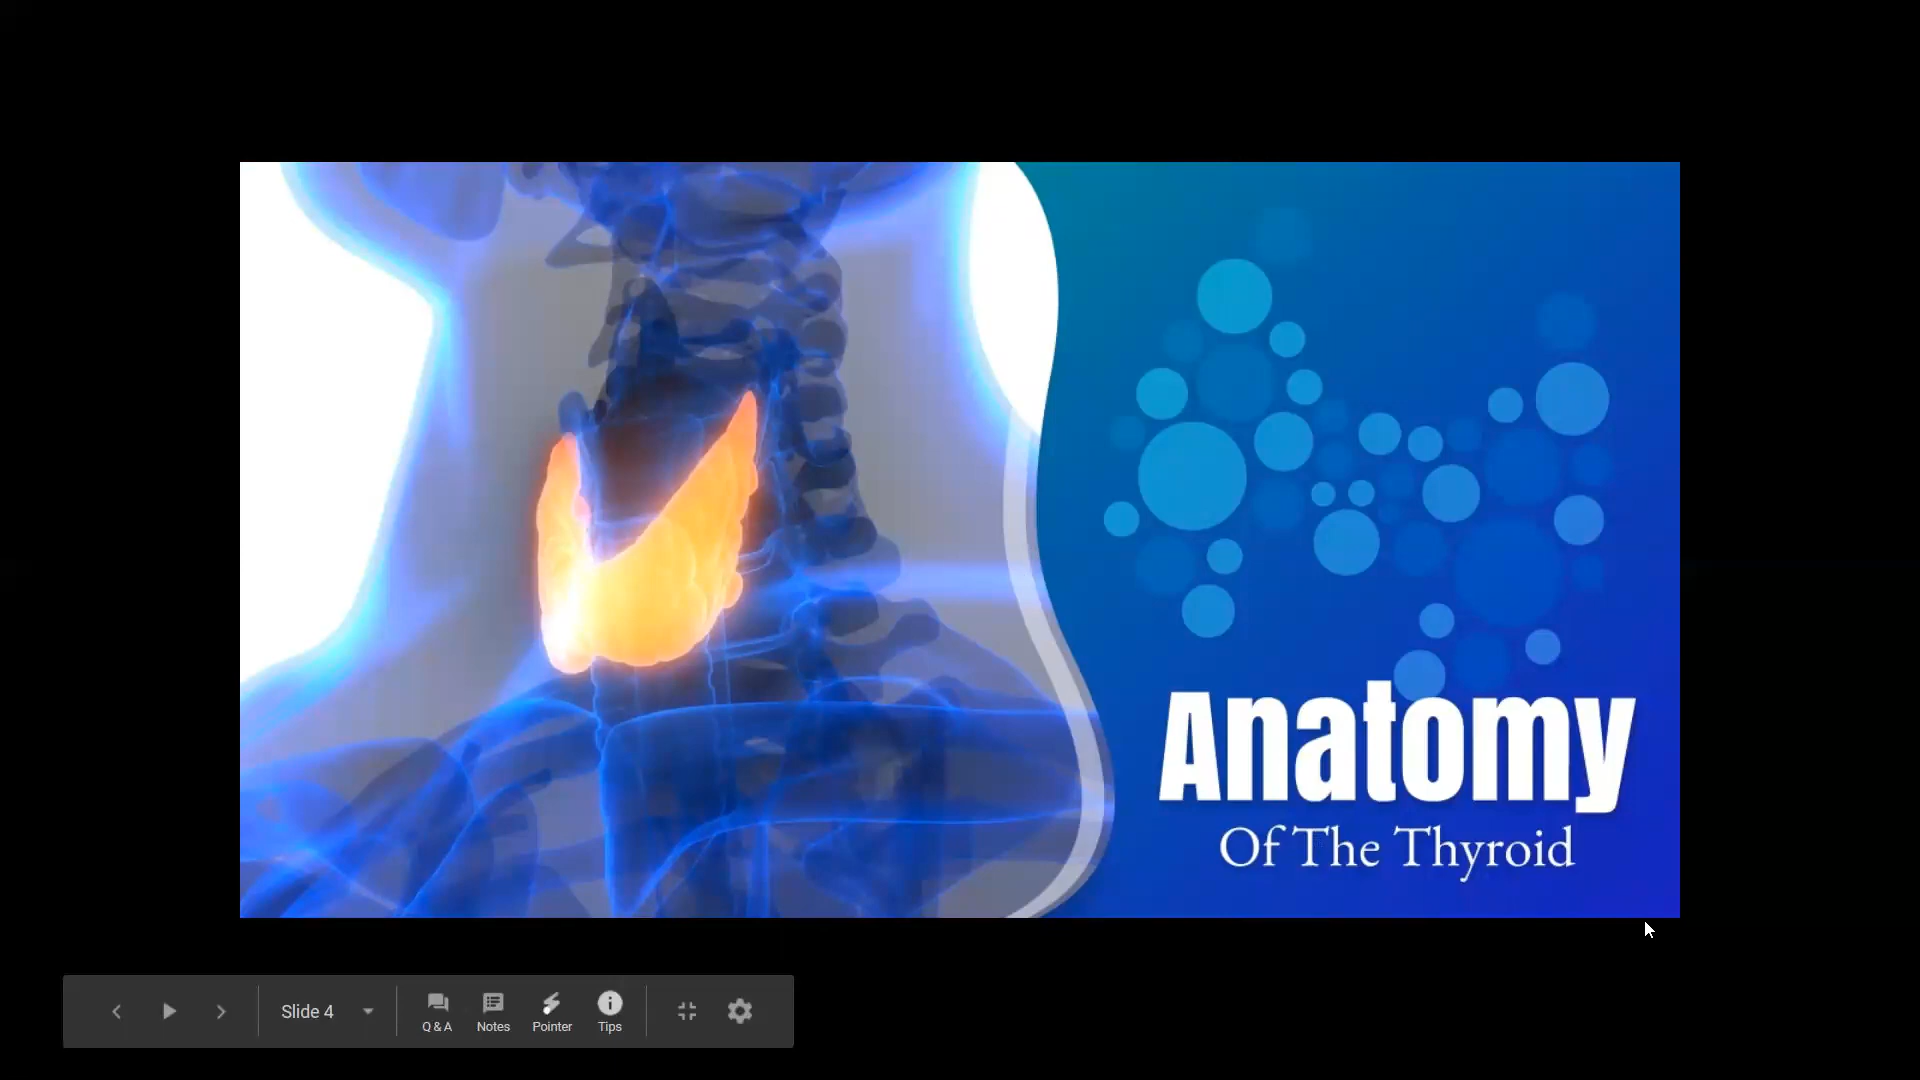 Anatomy
Of The Thyroid
Slide 4
Q & A
Notes
Pointer
Tips